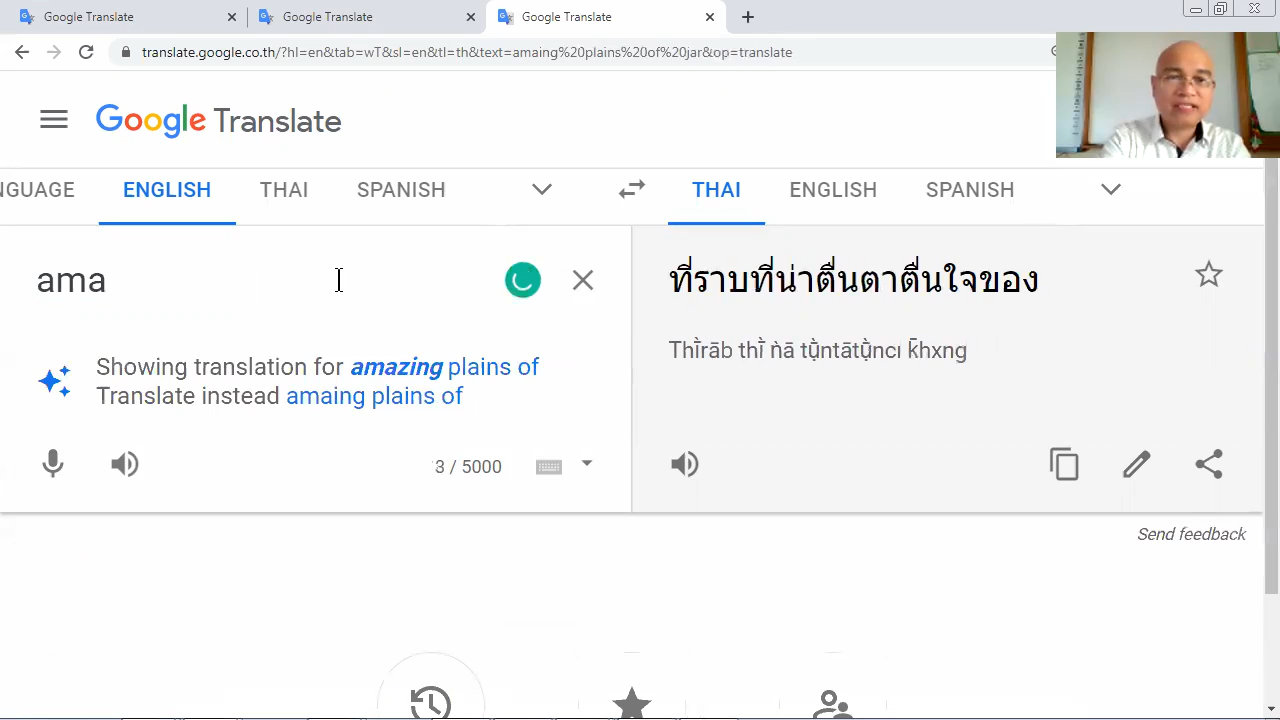 Google Translate
Google Translate
Google Translate
translate.google.co.th/?hl=en&tab=wT&sl=en&tl=th&text=amaing%20plains%20of%20jar&op=translate
Google Translate
NGUAGE ENGLISH THAI SPANISH THAI ENGLISH SPANISH
ama
ที่ราบที่น่าตื่นตาตื่นใจของ
Thī̀rāb thī̀ ǹā tụ̄̀ntātụ̄̀ncı k̄hxng
Showing translation for amazing plains of
Translate instead amaing plains of
3 / 5000
Send feedback